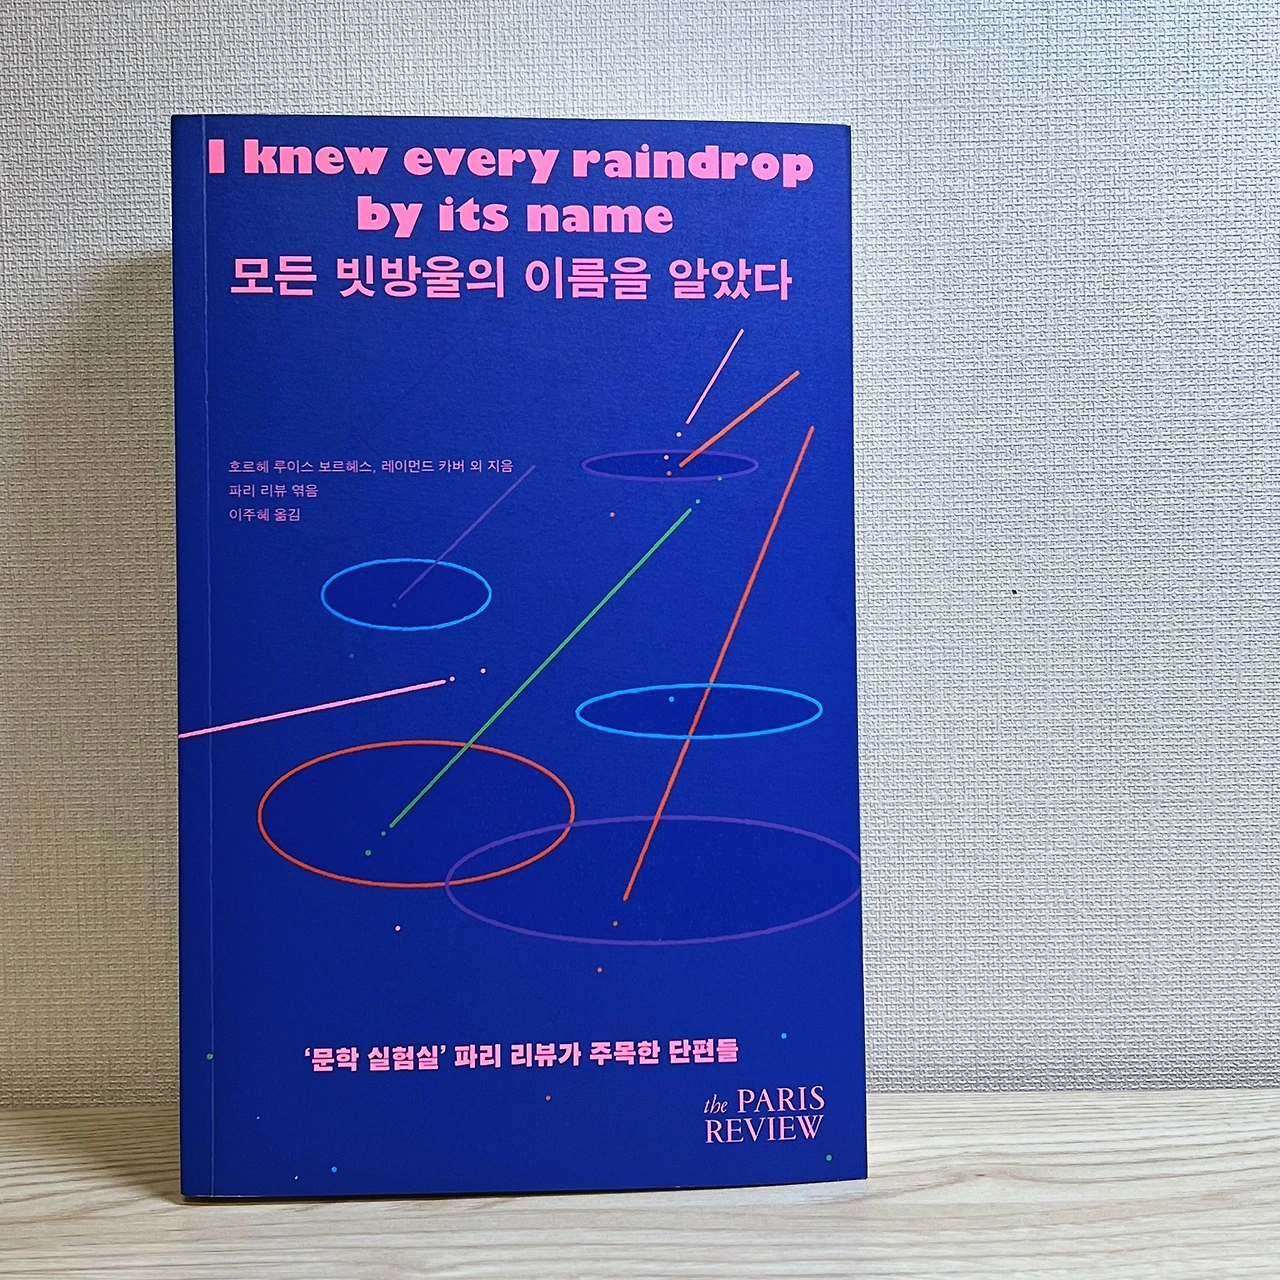 I knew every raindrop
by its name
모든 빗방울의 이름을 알았다
호르헤 루이스 보르헤스, 레이먼드 카버 외 지음
파리 리뷰 엮음
이주혜 옮김
‘문학 실험실’ 파리 리뷰가 주목한 단편들
the PARIS
REVIEW